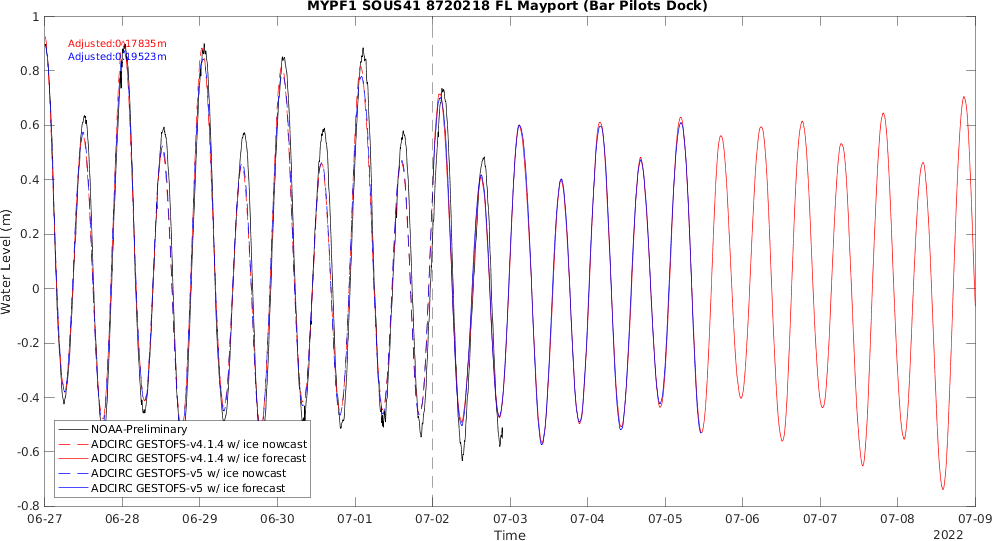 MYPF1 SOUS41 8720218 FL Mayport (Bar Pilots Dock)
Adjusted:0.17835m
Adjusted:0.19523m
Water Level (m)
1
0.8
0.6
0.4
0.2
0
-0.2
-0.4
-0.6
-0.8
NOAA-Preliminary
ADCIRC GESTOFS-v4.1.4 w/ ice nowcast
ADCIRC GESTOFS-v4.1.4 w/ ice forecast
ADCIRC GESTOFS-v5 w/ ice nowcast
ADCIRC GESTOFS-v5 w/ ice forecast
06-27 06-28 06-29 06-30 07-01 07-02 07-03 07-04 07-05 07-06 07-07 07-08 07-09
Time
2022